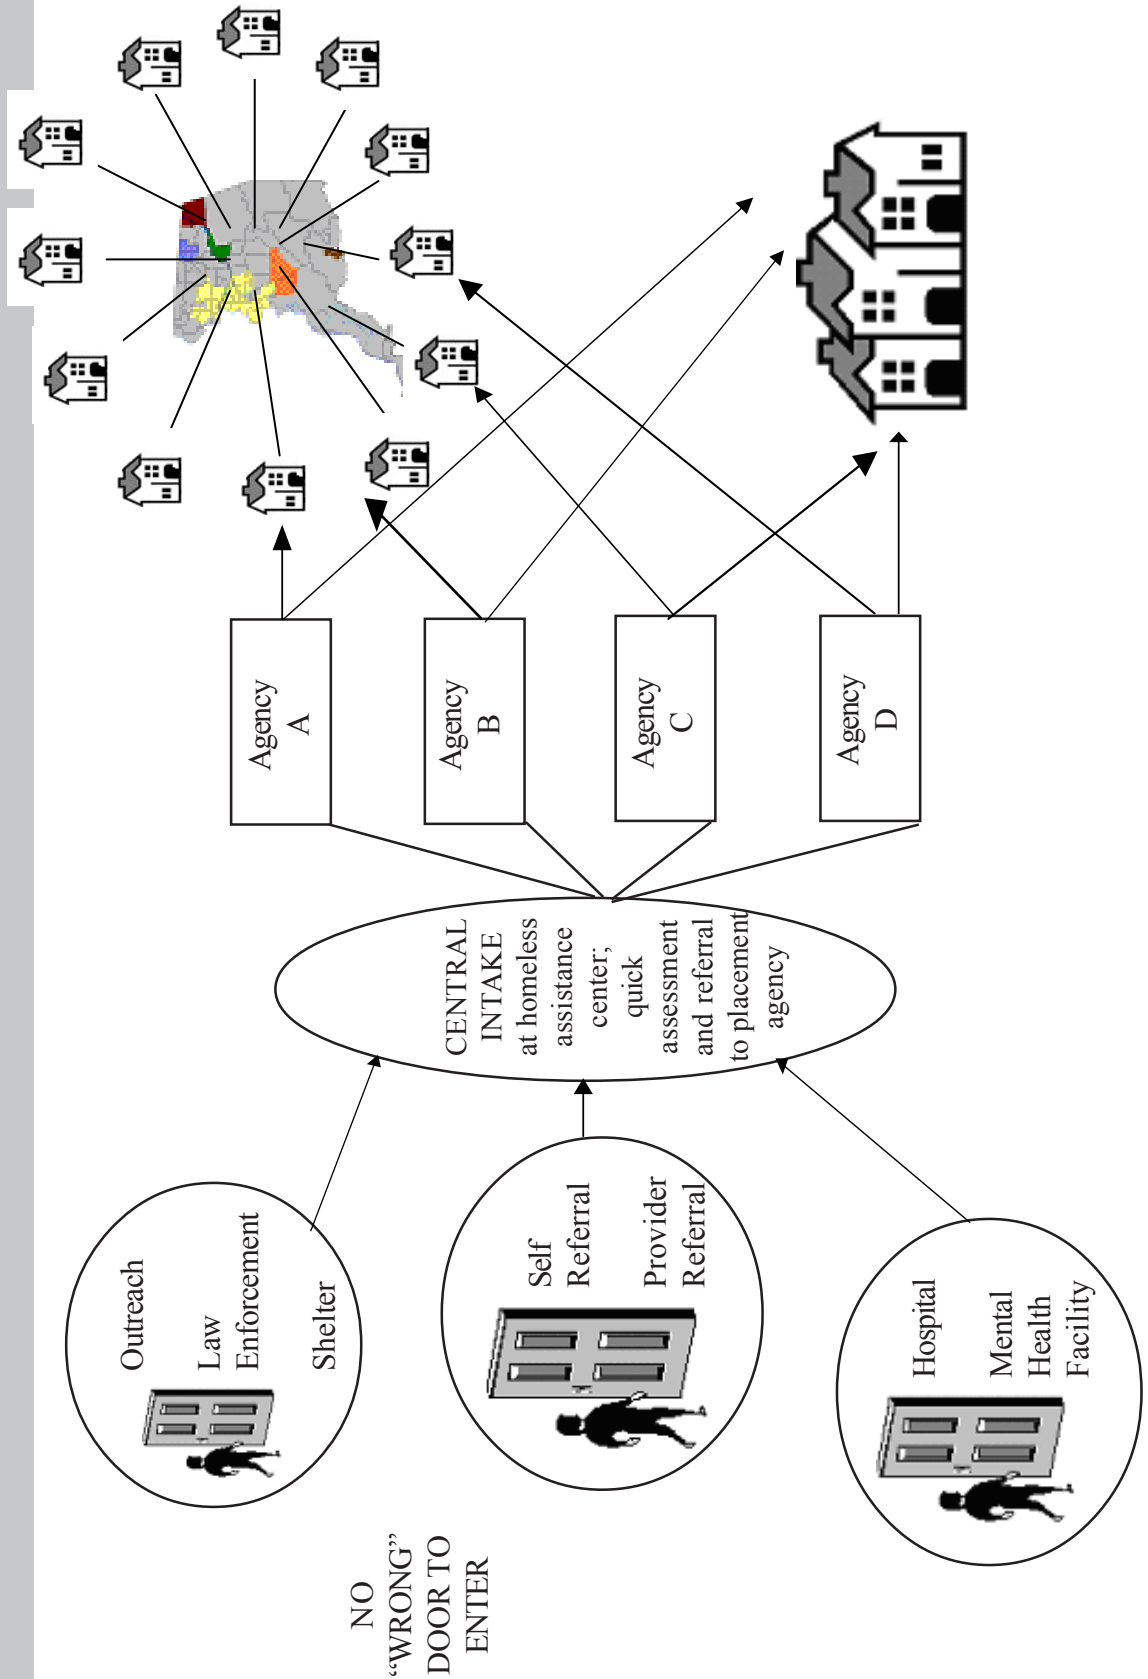 NO
“WRONG”
DOOR TO
ENTER
Outreach
Law
Enforcement
Shelter
Self
Referral
Provider
Referral
Hospital
Mental
Health
Facility
CENTRAL
INTAKE
at homeless
assistance
center;
quick
assessment
and referral
to placement
agency
Agency
A
Agency
B
Agency
C
Agency
D